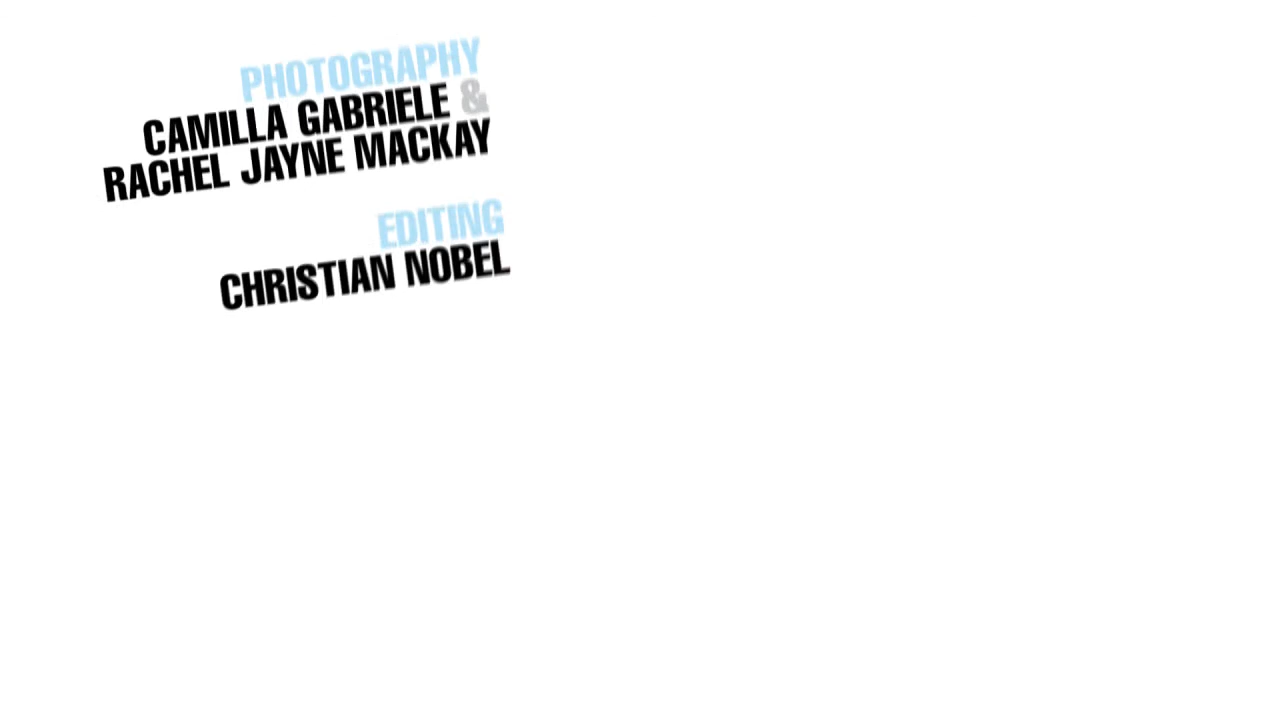 PHOTOGRAPHY
CAMILLA GABRIELE &
RACHEL JAYNE MACKAY
EDITING
CHRISTIAN NOBEL